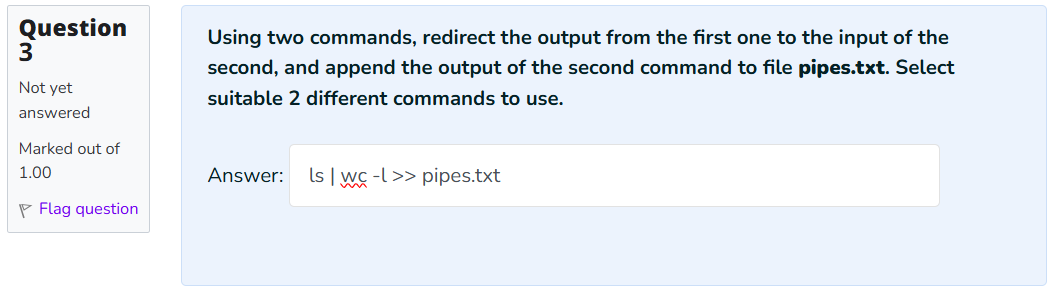 Question
3
Not yet
answered
Marked out of
1.00
Flag question
Using two commands, redirect the output from the first one to the input of the
second, and append the output of the second command to file pipes.txt. Select
suitable 2 different commands to use.
Answer: ls | wc -l >> pipes.txt